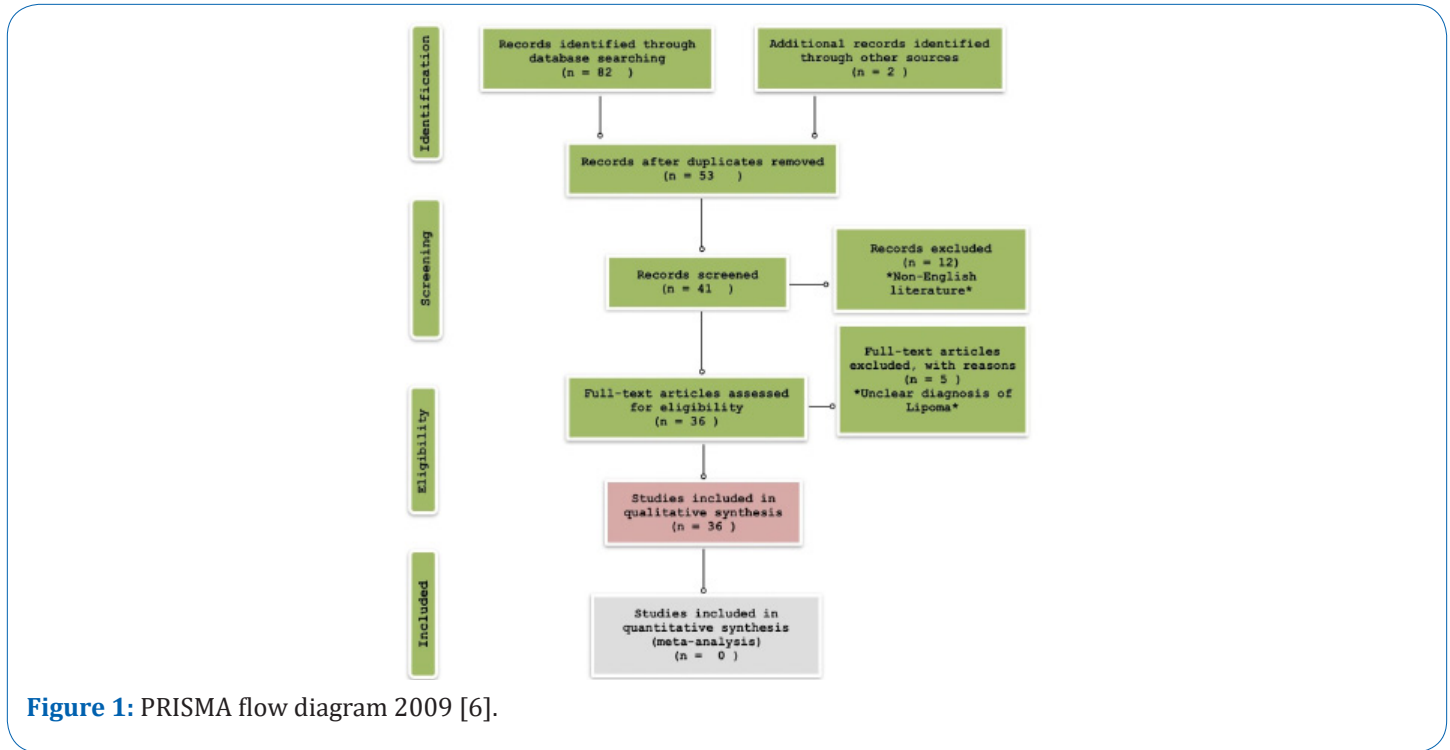 Identification
Records identified through
database searching
(n = 82 )
Additional records identified
through other sources
(n = 2 )
Records after duplicates removed
(n = 53 )
Screening
Records screened
(n = 41 )
Records excluded
(n = 12)
*Non-English
literature*
Eligibility
Full-text articles assessed
for eligibility
(n = 36 )
Full-text articles
excluded, with reasons
(n = 5 )
*Unclear diagnosis of
Lipoma*
Studies included in
qualitative synthesis
(n = 36 )
Included
Studies included in
quantitative synthesis
(meta-analysis)
(n = 0 )
Figure 1: PRISMA flow diagram 2009 [6].